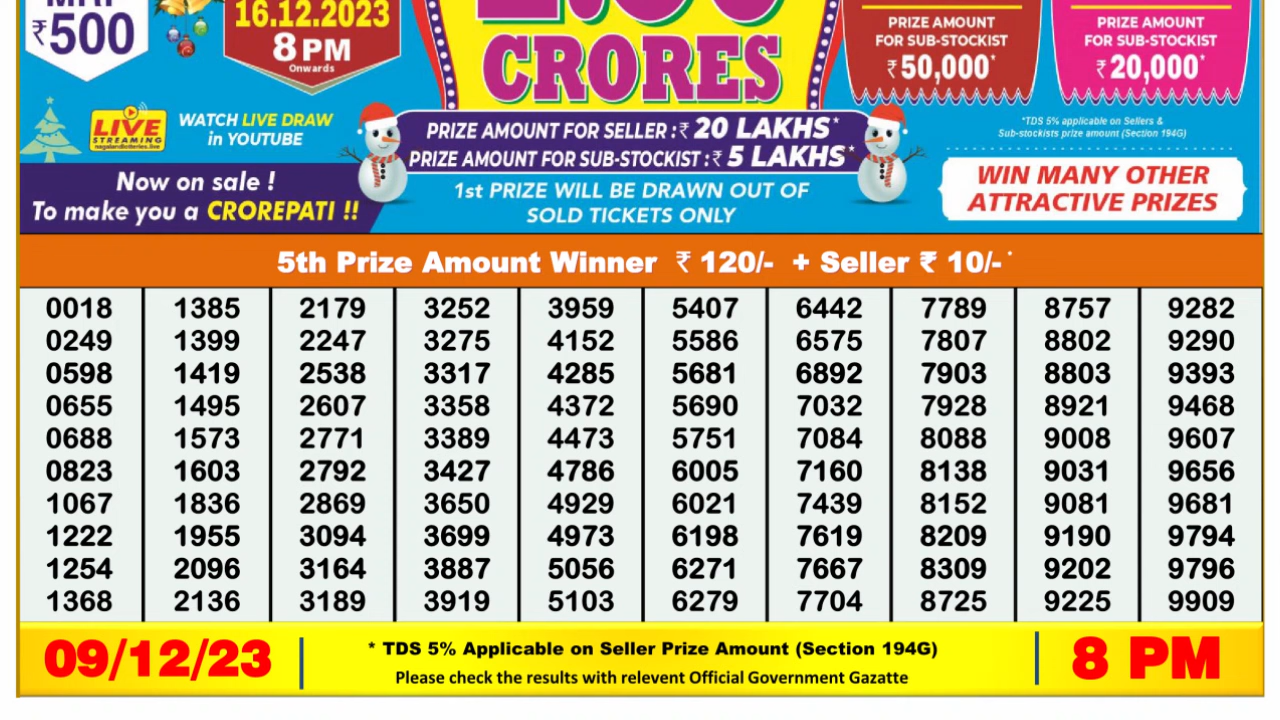 ₹500
16.12.2023
8 PM
Onwards
CRORES
PRIZE AMOUNT
FOR SUB-STOCKIST
₹50,000*
PRIZE AMOUNT
FOR SUB-STOCKIST
₹20,000*
LIVE
STREAMING
nagalandlotteries.live
WATCH LIVE DRAW
in YOUTUBE
PRIZE AMOUNT FOR SELLER :₹ 20 LAKHS*
PRIZE AMOUNT FOR SUB-STOCKIST :₹ 5 LAKHS*
*TDS 5% applicable on Sellers &
Sub-stockists prize amount (Section 194G)
Now on sale !
To make you a CROREPATI !!
1st PRIZE WILL BE DRAWN OUT OF
SOLD TICKETS ONLY
WIN MANY OTHER
ATTRACTIVE PRIZES
5th Prize Amount Winner ₹ 120/- + Seller ₹ 10/-*
0018 1385 2179 3252 3959 5407 6442 7789 8757 9282
0249 1399 2247 3275 4152 5586 6575 7807 8802 9290
0598 1419 2538 3317 4285 5681 6892 7903 8803 9393
0655 1495 2607 3358 4372 5690 7032 7928 8921 9468
0688 1573 2771 3389 4473 5751 7084 8088 9008 9607
0823 1603 2792 3427 4786 6005 7160 8138 9031 9656
1067 1836 2869 3650 4929 6021 7439 8152 9081 9681
1222 1955 3094 3699 4973 6198 7619 8209 9190 9794
1254 2096 3164 3887 5056 6271 7667 8309 9202 9796
1368 2136 3189 3919 5103 6279 7704 8725 9225 9909
09/12/23
* TDS 5% Applicable on Seller Prize Amount (Section 194G)
Please check the results with relevent Official Government Gazatte
8 PM